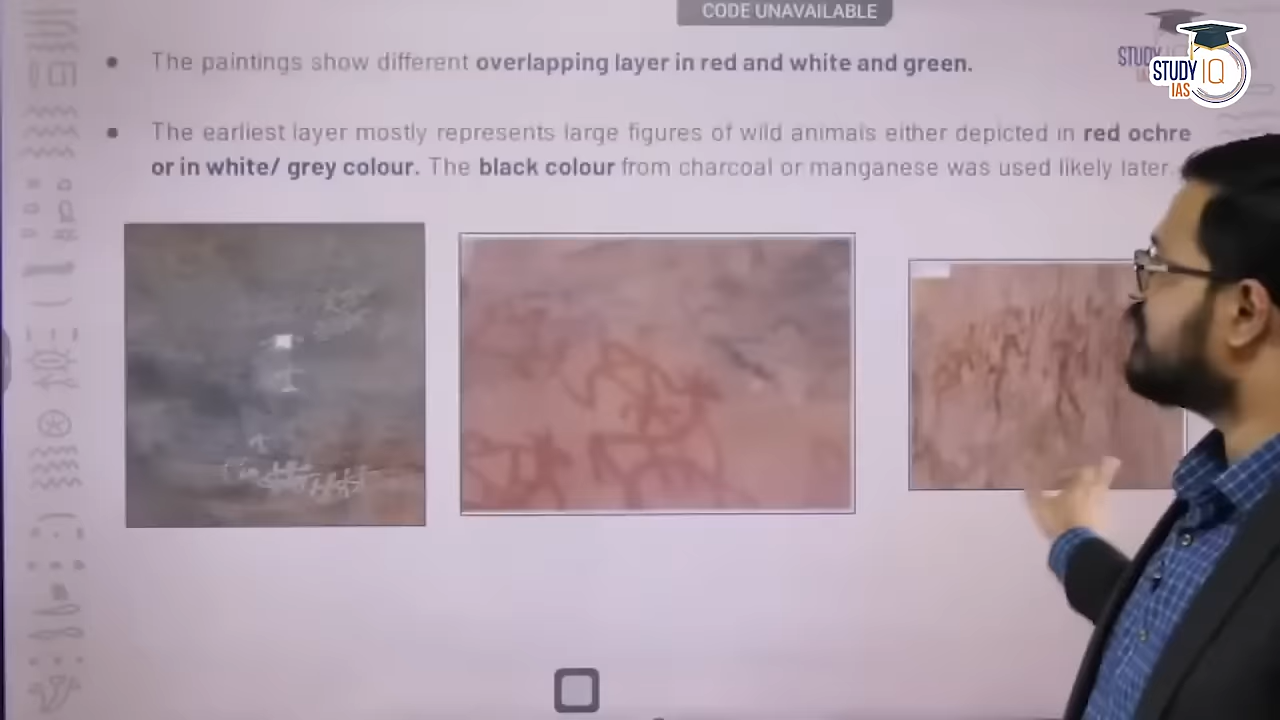 CODE UNAVAILABLE
STUDY IQ
IAS
• The paintings show different overlapping layer in red and white and green.
• The earliest layer mostly represents large figures of wild animals either depicted in red ochre
or in white/ grey colour. The black colour from charcoal or manganese was used likely later.